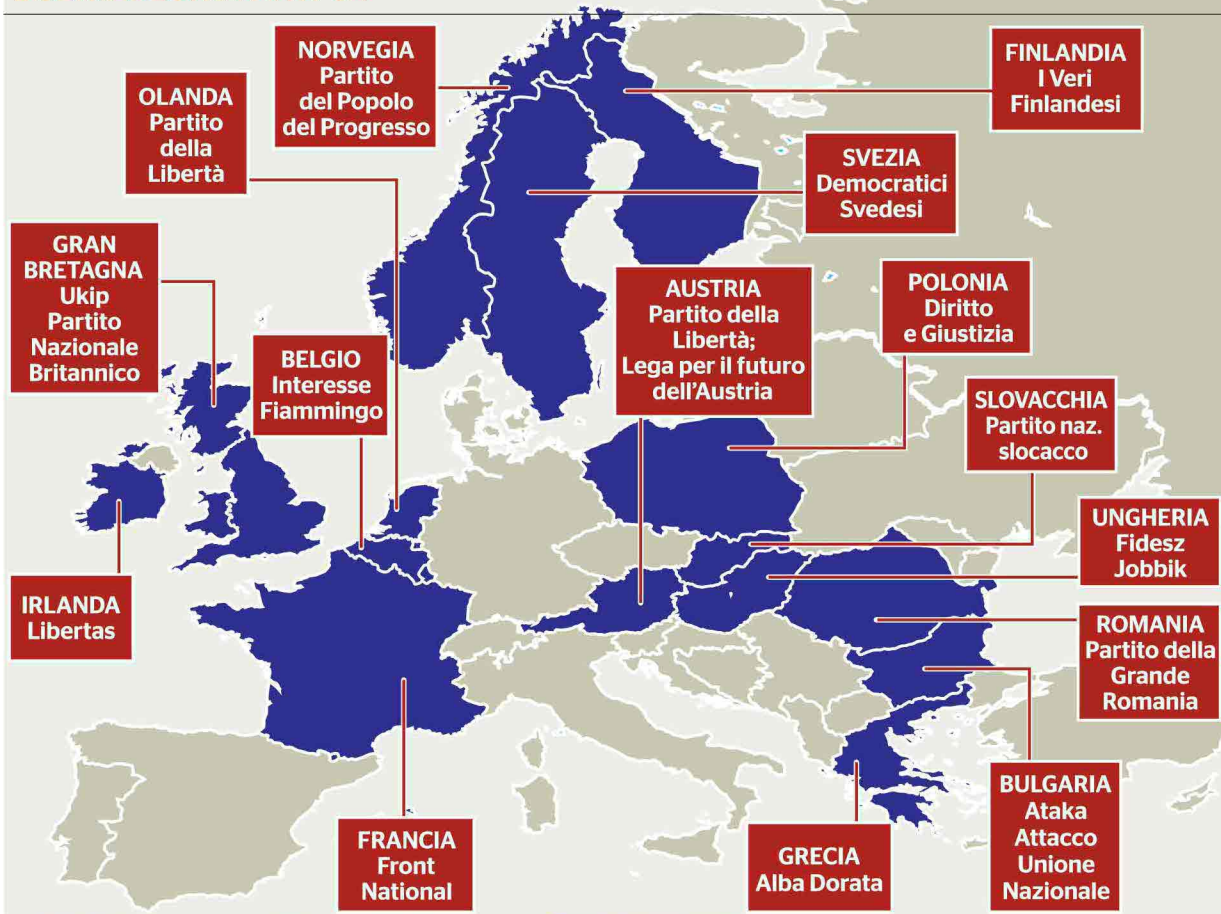 NORVEGIA
Partito
del Popolo
del Progresso
FINLANDIA
I Veri
Finlandesi
OLANDA
Partito
della
Libertà
SVEZIA
Democratici
Svedesi
GRAN
BRETAGNA
Ukip
Partito
Nazionale
Britannico
AUSTRIA
Partito della
Libertà;
Lega per il futuro
dell'Austria
POLONIA
Diritto
e Giustizia
BELGIO
Interesse
Fiammingo
SLOVACCHIA
Partito naz.
slocacco
UNGHERIA
Fidesz
Jobbik
IRLANDA
Libertas
ROMANIA
Partito della
Grande
Romania
FRANCIA
Front
National
GRECIA
Alba Dorata
BULGARIA
Ataka
Attacco
Unione
Nazionale